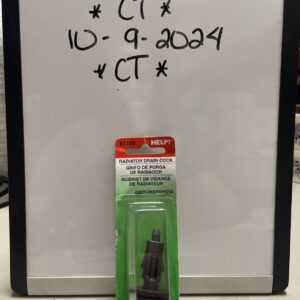 * CT *
10-9-2024
* CT *
61109 HELP!
RADIATOR DRAIN COCK
GRIFO DE PURGA
DE RADIADOR
ROBINET DE VIDANGE
DE RADIATEUR